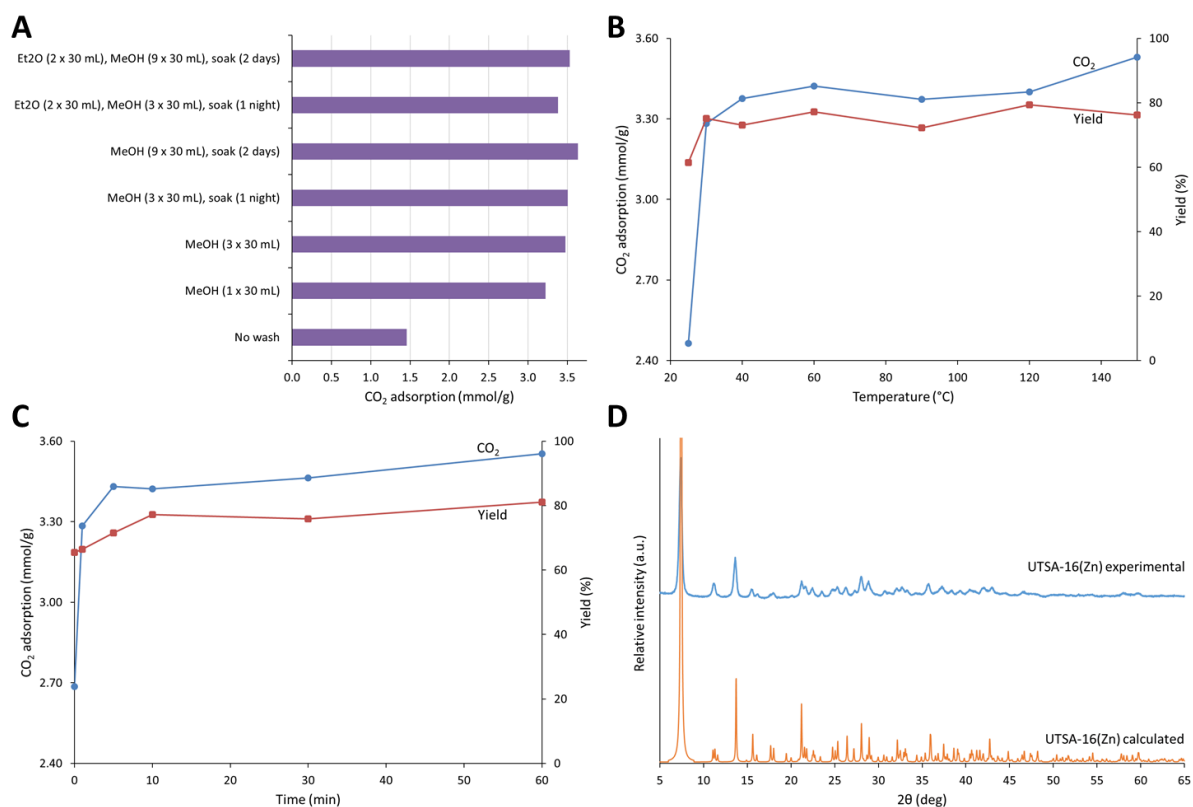 A
Et2O (2 x 30 mL), MeOH (9 x 30 mL), soak (2 days)
Et2O (2 x 30 mL), MeOH (3 x 30 mL), soak (1 night)
MeOH (9 x 30 mL), soak (2 days)
MeOH (3 x 30 mL), soak (1 night)
MeOH (3 x 30 mL)
MeOH (1 x 30 mL)
No wash
0.0 0.5 1.0 1.5 2.0 2.5 3.0 3.5
CO₂ adsorption (mmol/g)
B
3.60
3.30
3.00
2.70
2.40
CO₂ adsorption (mmol/g)
CO₂
Yield
100
80
60
40
20
0
Yield (%)
20 40 60 80 100 120 140
Temperature (°C)
C
3.60
3.30
3.00
2.70
2.40
CO₂ adsorption (mmol/g)
CO₂
Yield
100
80
60
40
20
0
Yield (%)
0 10 20 30 40 50 60
Time (min)
D
Relative intensity (a.u.)
UTSA-16(Zn) experimental
UTSA-16(Zn) calculated
5 10 15 20 25 30 35 40 45 50 55 60 65
2θ (deg)